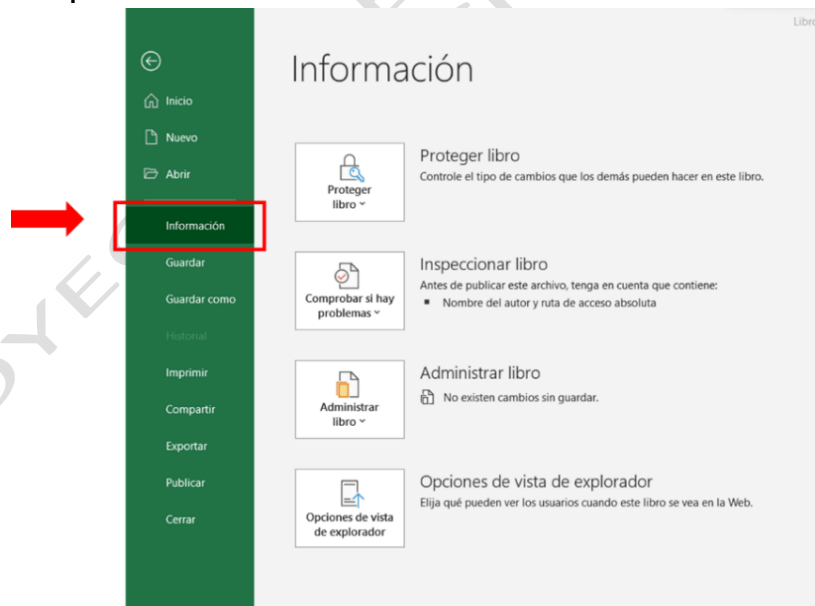 Libro
Información
Inicio
Nuevo
Abrir
Información
Guardar
Guardar como
Historial
Imprimir
Compartir
Exportar
Publicar
Cerrar
Proteger
libro
Proteger libro
Controle el tipo de cambios que los demás pueden hacer en este libro.
Comprobar si hay
problemas
Inspeccionar libro
Antes de publicar este archivo, tenga en cuenta que contiene:
Nombre del autor y ruta de acceso absoluta
Administrar
libro
Administrar libro
No existen cambios sin guardar.
Opciones de vista
de explorador
Opciones de vista de explorador
Elija qué pueden ver los usuarios cuando este libro se vea en la Web.